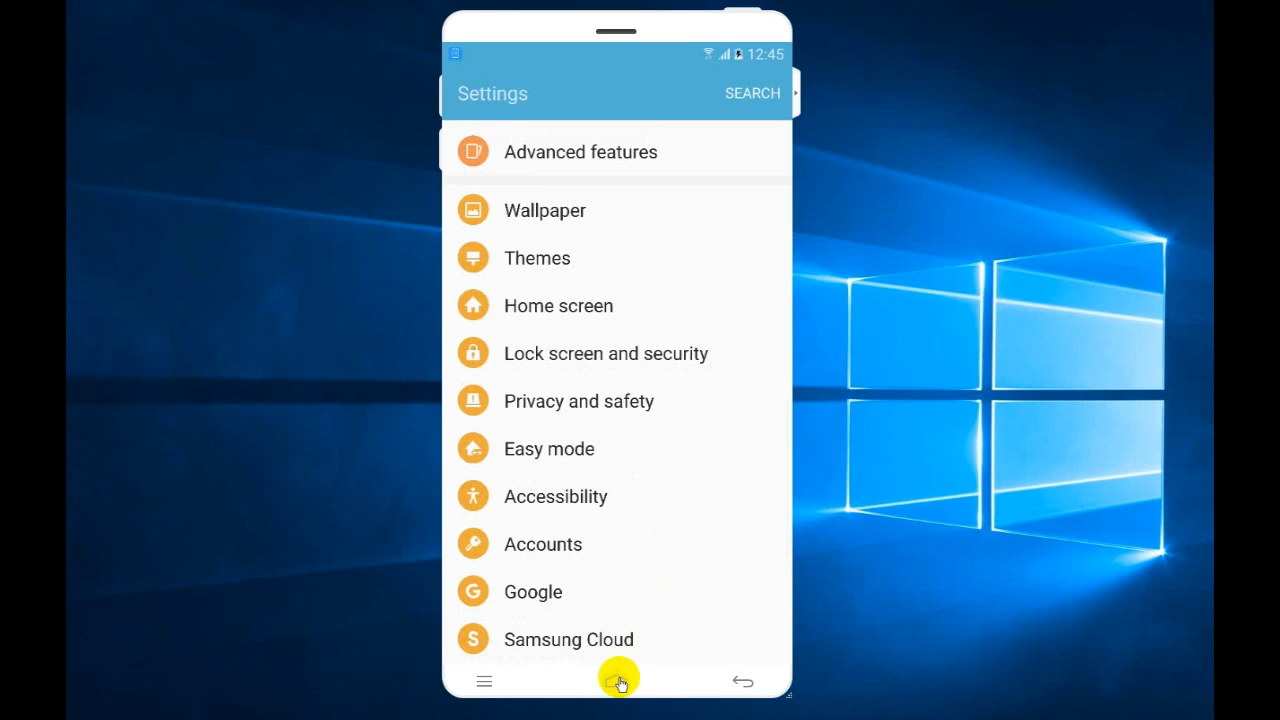 12:45
Settings
SEARCH
Advanced features
Wallpaper
Themes
Home screen
Lock screen and security
Privacy and safety
Easy mode
Accessibility
Accounts
G Google
S Samsung Cloud